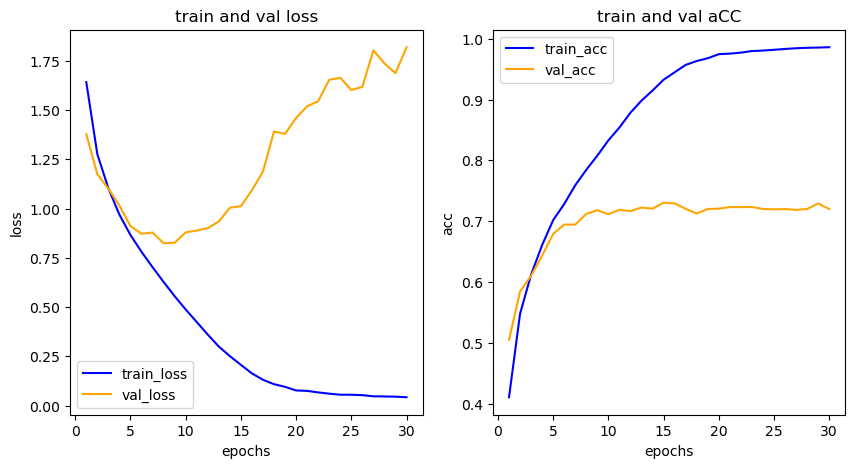 train and val loss
loss
1.75
1.50
1.25
1.00
0.75
0.50
0.25
0.00
train_loss
val_loss
0
5
10
15
20
25
30
epochs
train and val aCC
acc
1.0
0.9
0.8
0.7
0.6
0.5
0.4
train_acc
val_acc
0
5
10
15
20
25
30
epochs